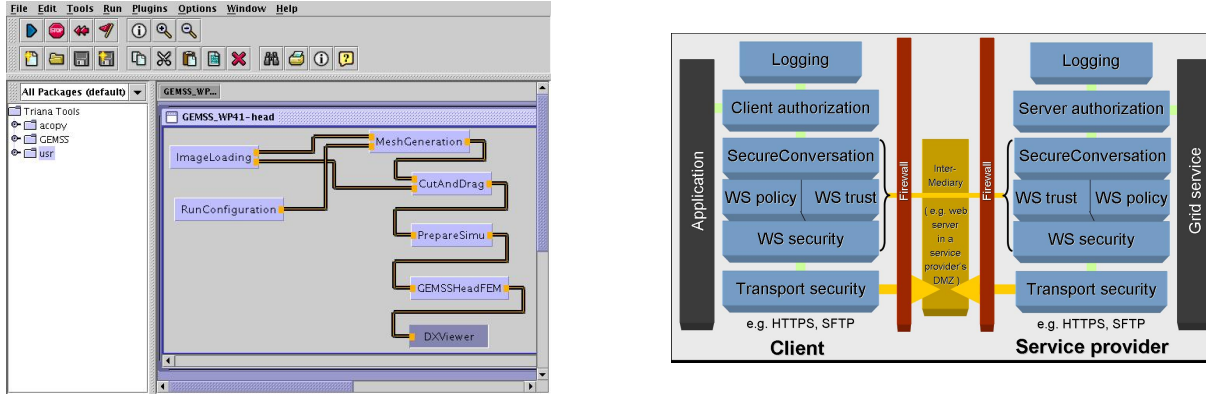 File Edit Tools Run Plugins Options Window Help
STOP
All Packages (default)
Triana Tools
acopy
GEMSS
usr
GEMSS_WP...
GEMSS_WP41-head
ImageLoading
MeshGeneration
CutAndDrag
RunConfiguration
PrepareSimu
GEMSSHeadFEM
DXViewer
Application
Logging
Client authorization
SecureConversation
WS policy
WS trust
WS security
Transport security
e.g. HTTPS, SFTP
Client
Firewall
Inter-
Mediary
( e.g. web
server
in a
service
provider's
DMZ )
Firewall
Logging
Server authorization
SecureConversation
WS trust
WS policy
WS security
Transport security
e.g. HTTPS, SFTP
Service provider
Grid service